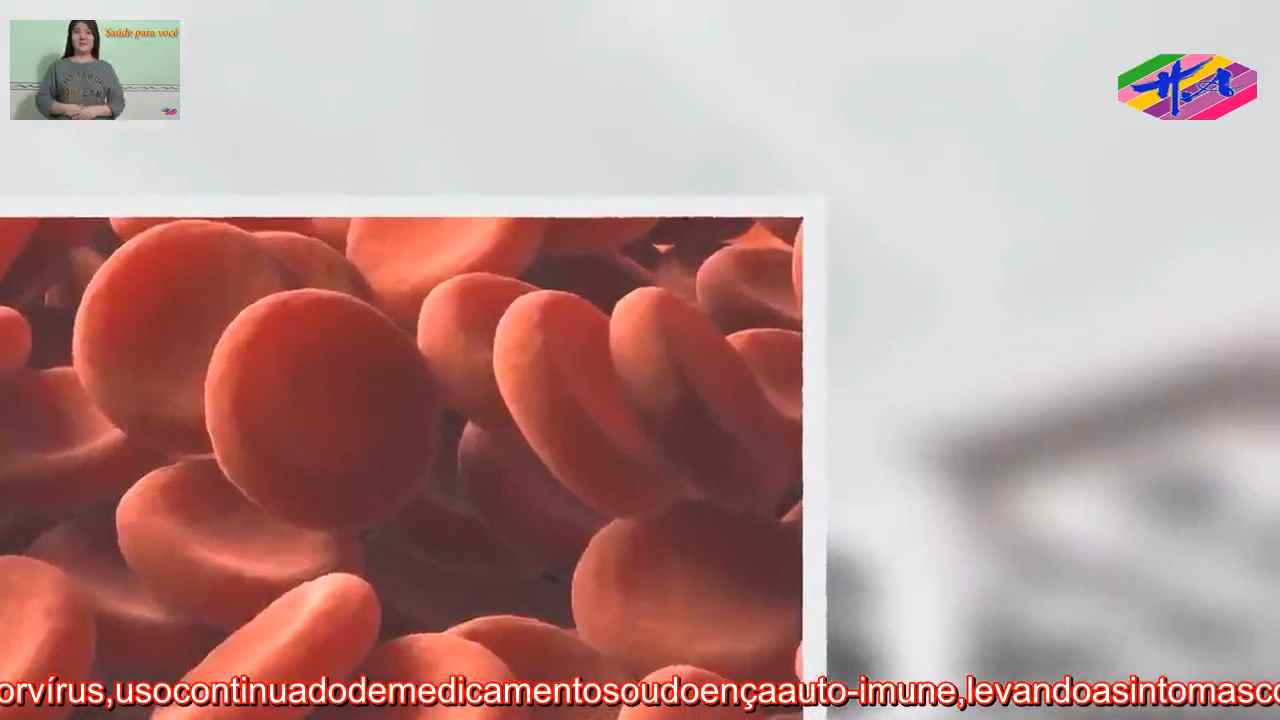 Saúde para você
H.A
orvírus,usocontinuadodemedicamentosoudoençaauto-imune,levandoasintomasco